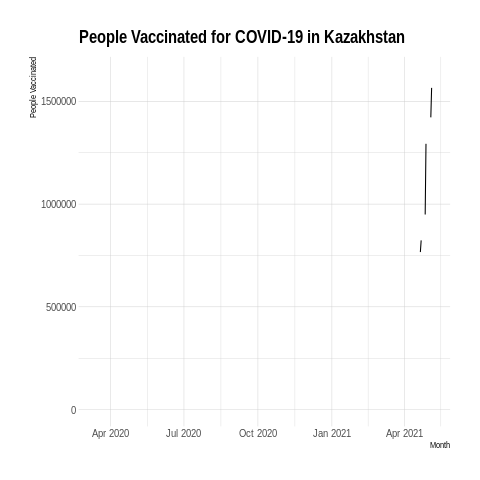 People Vaccinated for COVID-19 in Kazakhstan
People Vaccinated
1500000
1000000
500000
0
Apr 2020 Jul 2020 Oct 2020 Jan 2021 Apr 2021
Month